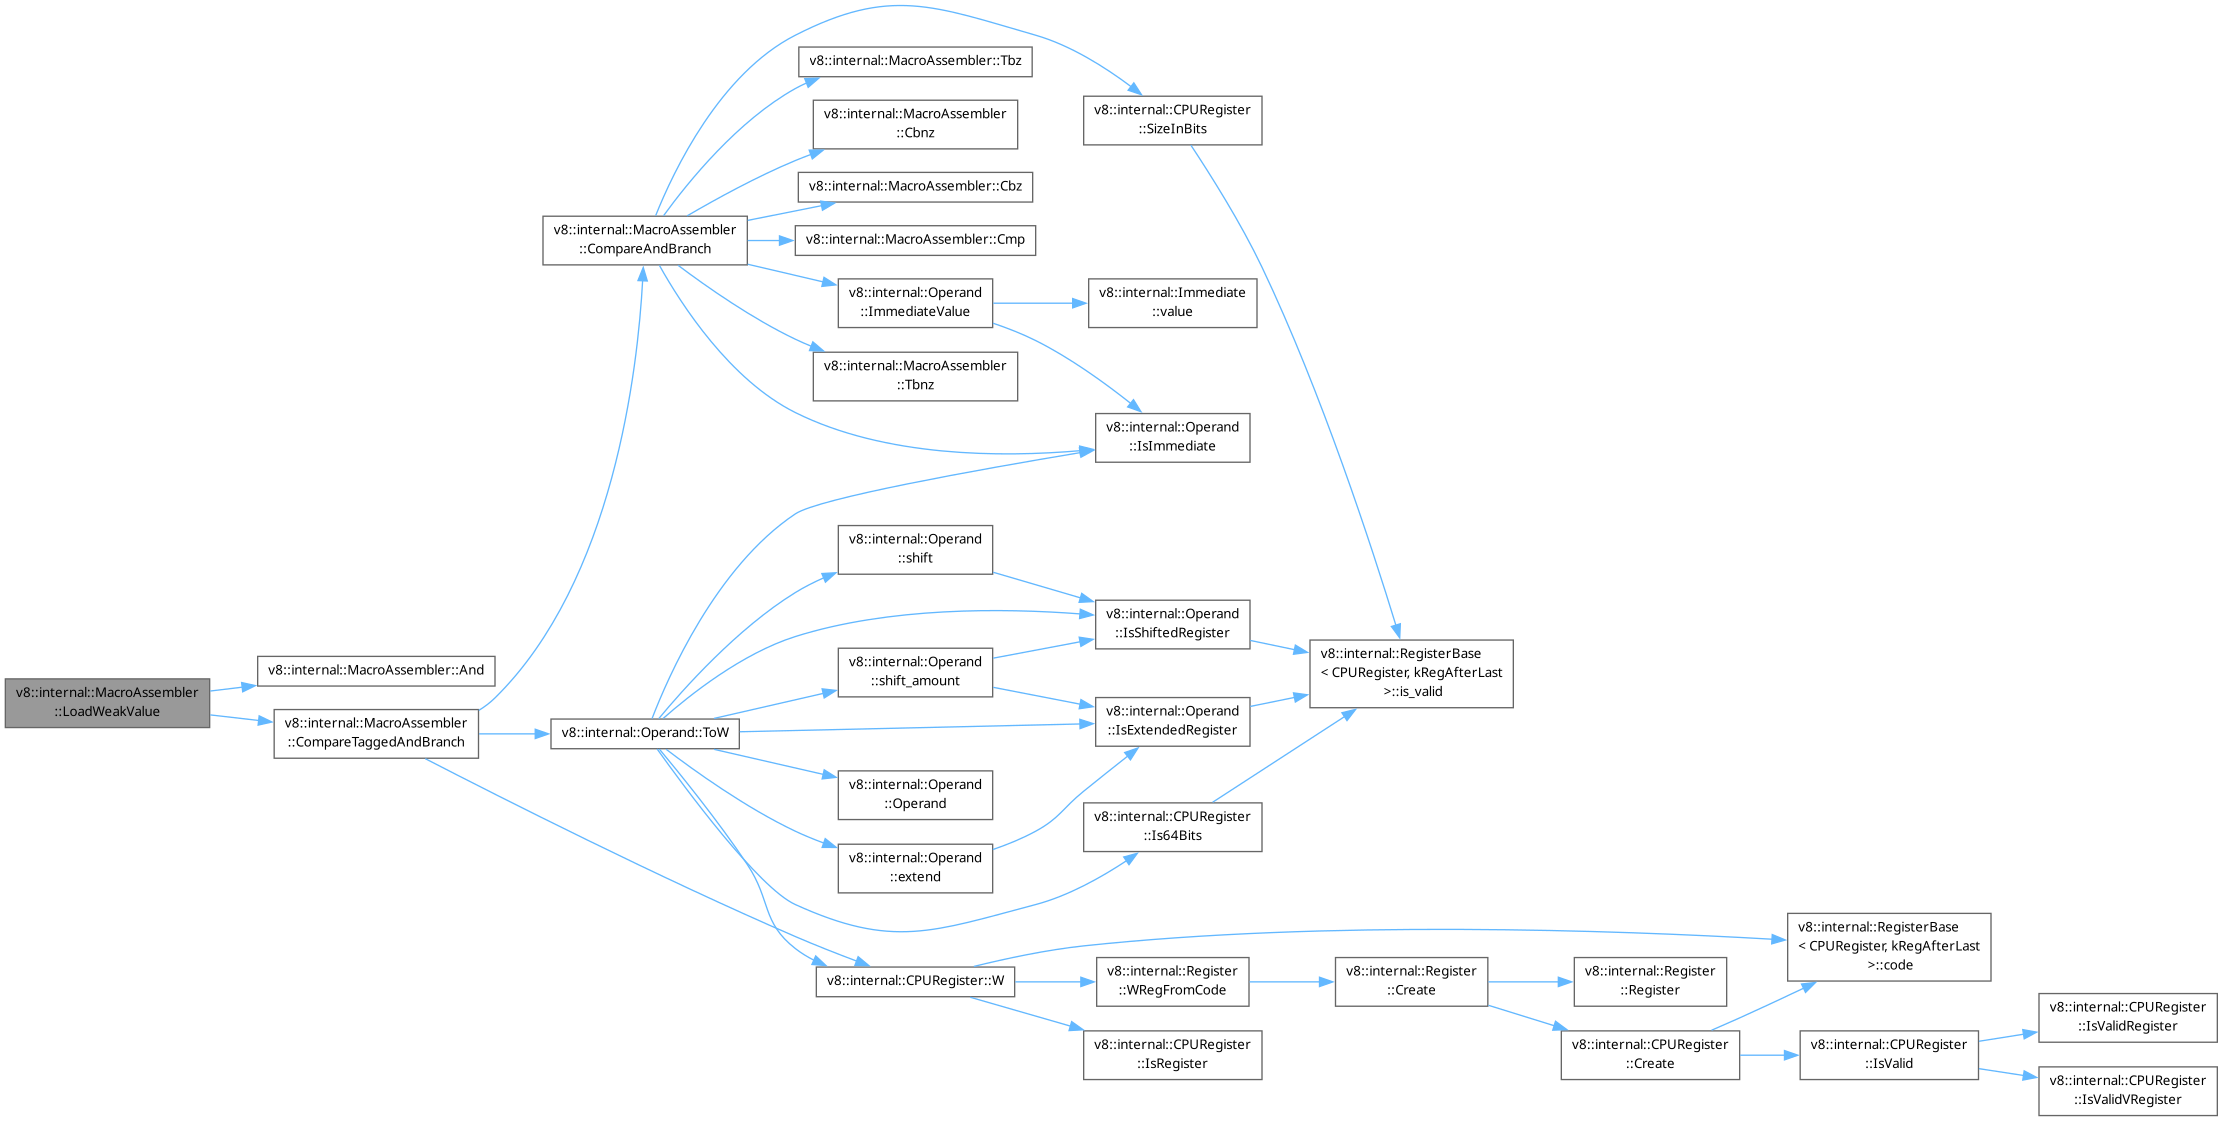 v8::internal::MacroAssembler
::LoadWeakValue
v8::internal::MacroAssembler::And
v8::internal::MacroAssembler
::CompareTaggedAndBranch
v8::internal::MacroAssembler
::CompareAndBranch
v8::internal::Operand::ToW
v8::internal::MacroAssembler::Tbz
v8::internal::MacroAssembler
::Cbnz
v8::internal::MacroAssembler::Cbz
v8::internal::MacroAssembler::Cmp
v8::internal::Operand
::ImmediateValue
v8::internal::MacroAssembler
::Tbnz
v8::internal::Operand
::shift
v8::internal::Operand
::shift_amount
v8::internal::Operand
::Operand
v8::internal::Operand
::extend
v8::internal::CPURegister::W
v8::internal::CPURegister
::SizeInBits
v8::internal::Immediate
::value
v8::internal::Operand
::IsImmediate
v8::internal::Operand
::IsShiftedRegister
v8::internal::Operand
::IsExtendedRegister
v8::internal::CPURegister
::Is64Bits
v8::internal::Register
::WRegFromCode
v8::internal::CPURegister
::IsRegister
v8::internal::RegisterBase
< CPURegister, kRegAfterLast
>::is_valid
v8::internal::Register
::Create
v8::internal::Register
::Register
v8::internal::CPURegister
::Create
v8::internal::RegisterBase
< CPURegister, kRegAfterLast
>::code
v8::internal::CPURegister
::IsValid
v8::internal::CPURegister
::IsValidRegister
v8::internal::CPURegister
::IsValidVRegister